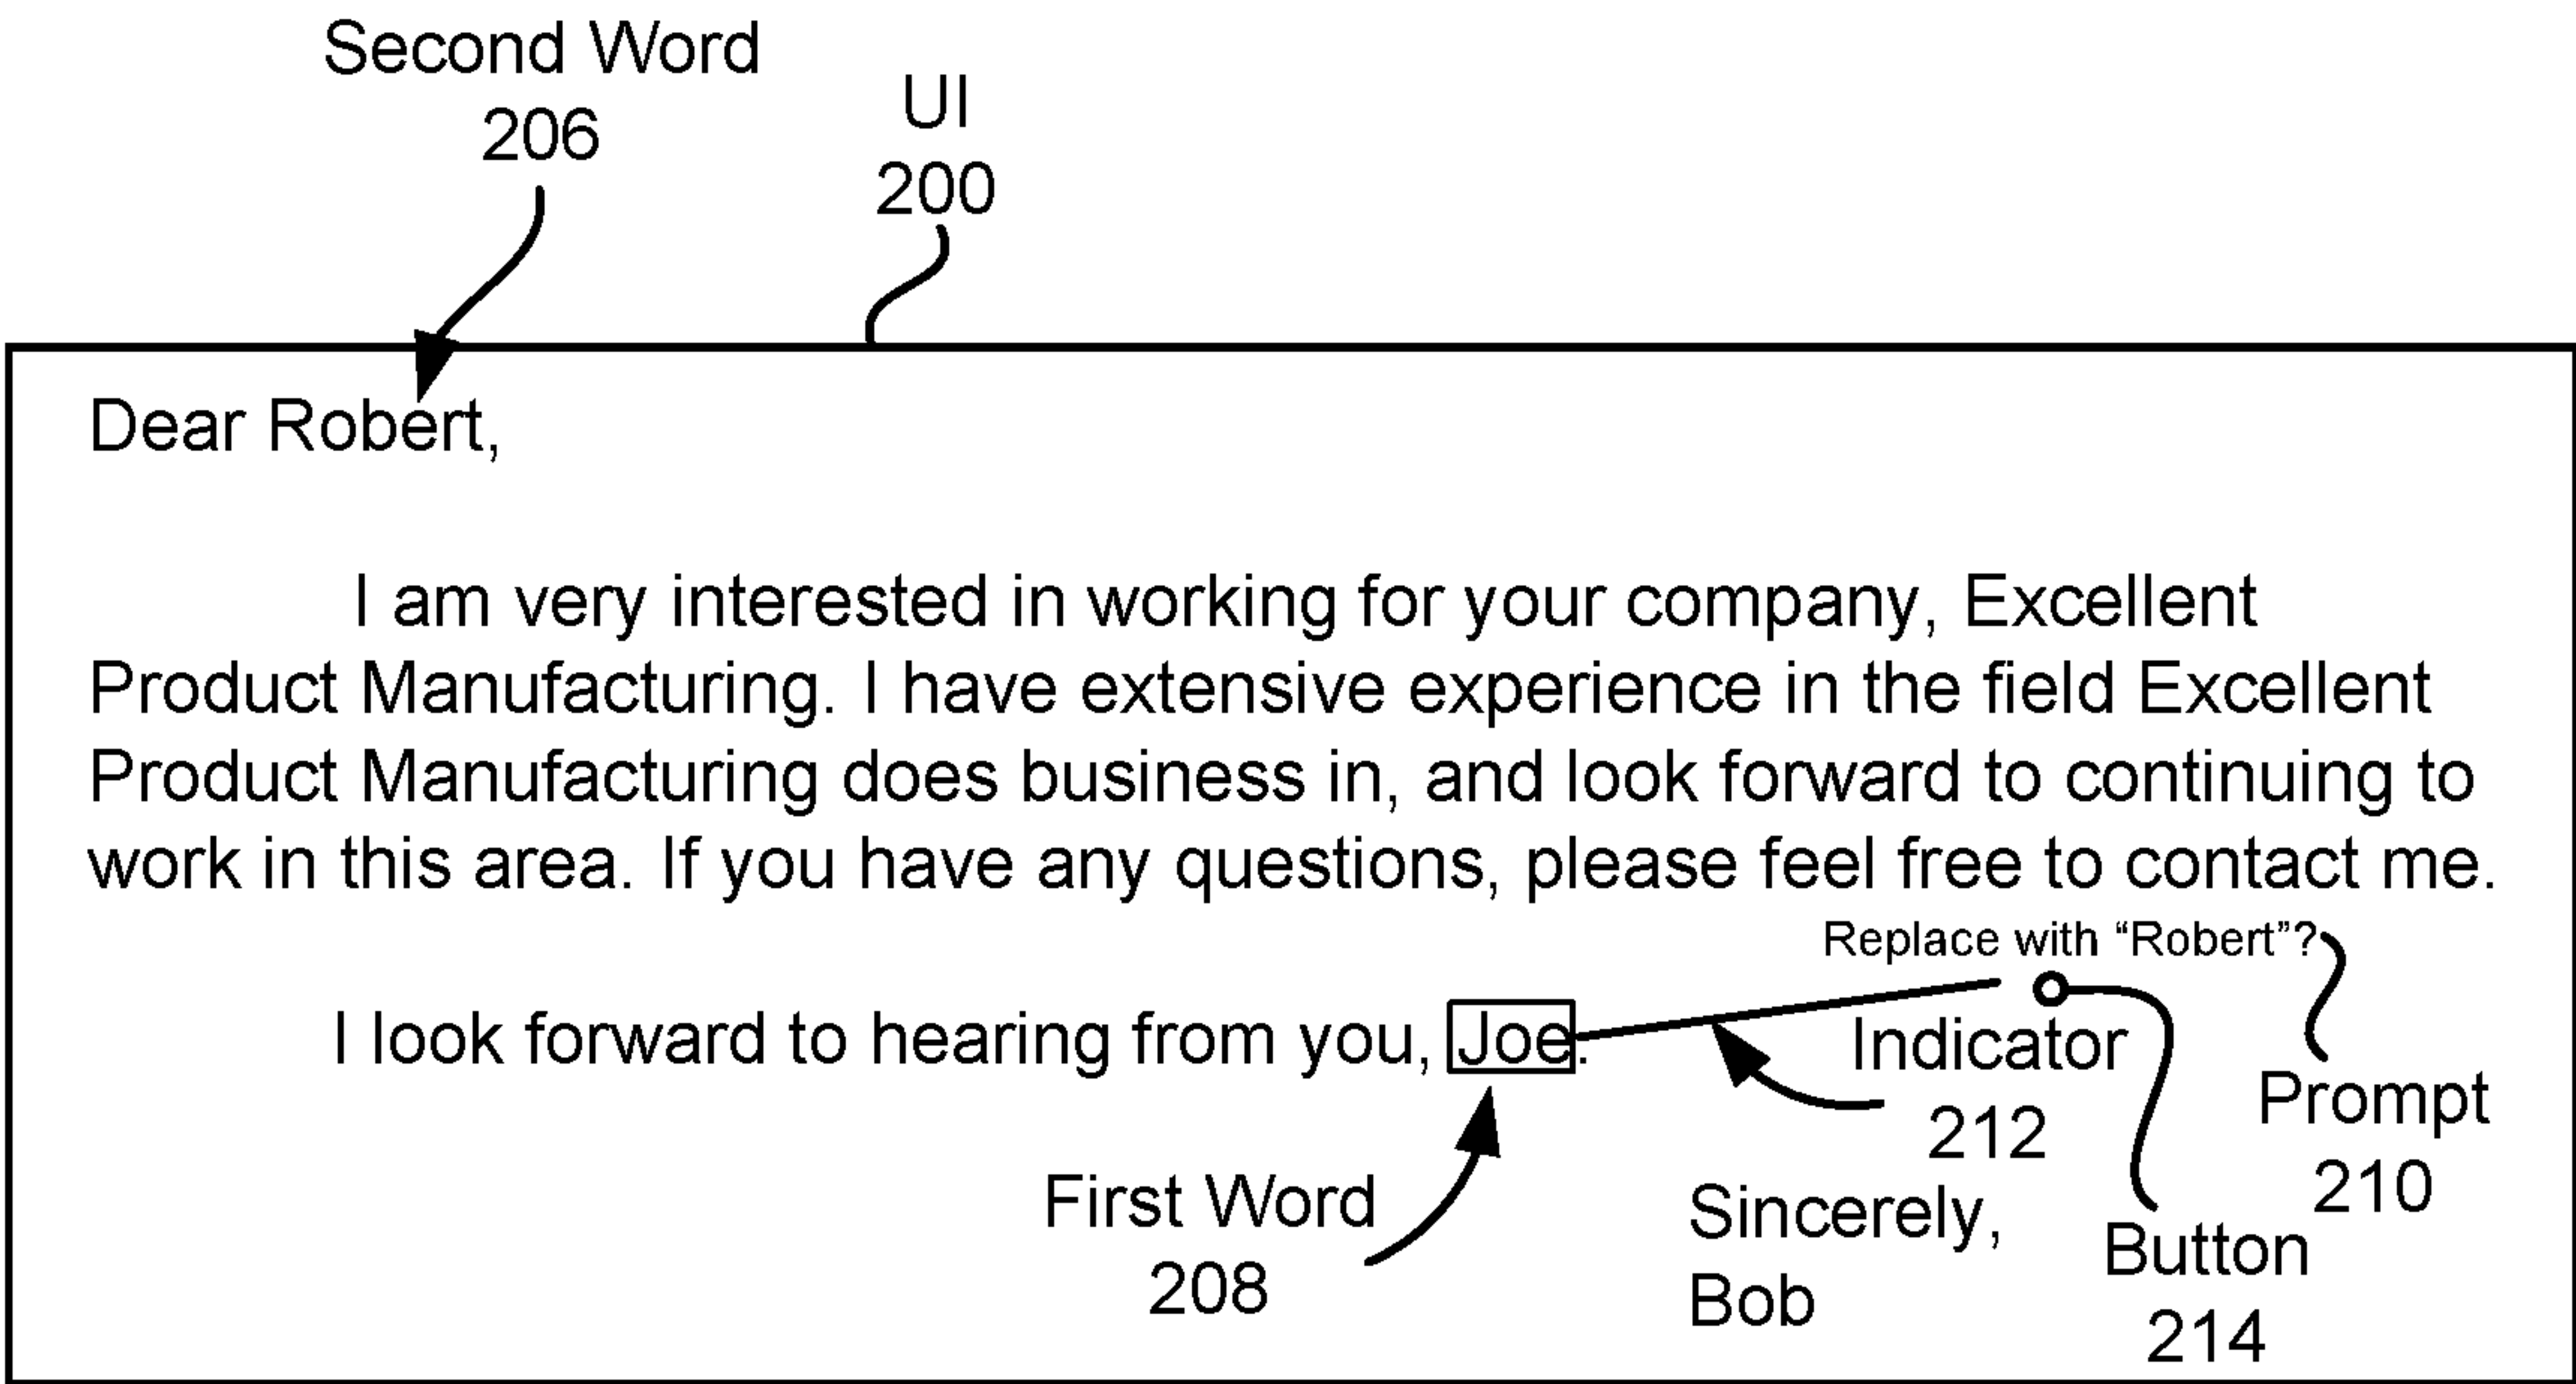 Second Word
206
UI
200
Dear Robert,
I am very interested in working for your company, Excellent
Product Manufacturing. I have extensive experience in the field Excellent
Product Manufacturing does business in, and look forward to continuing to
work in this area. If you have any questions, please feel free to contact me.
Replace with “Robert”?
I look forward to hearing from you, Joe.
Indicator
212
Prompt
210
First Word
208
Sincerely,
Bob
Button
214